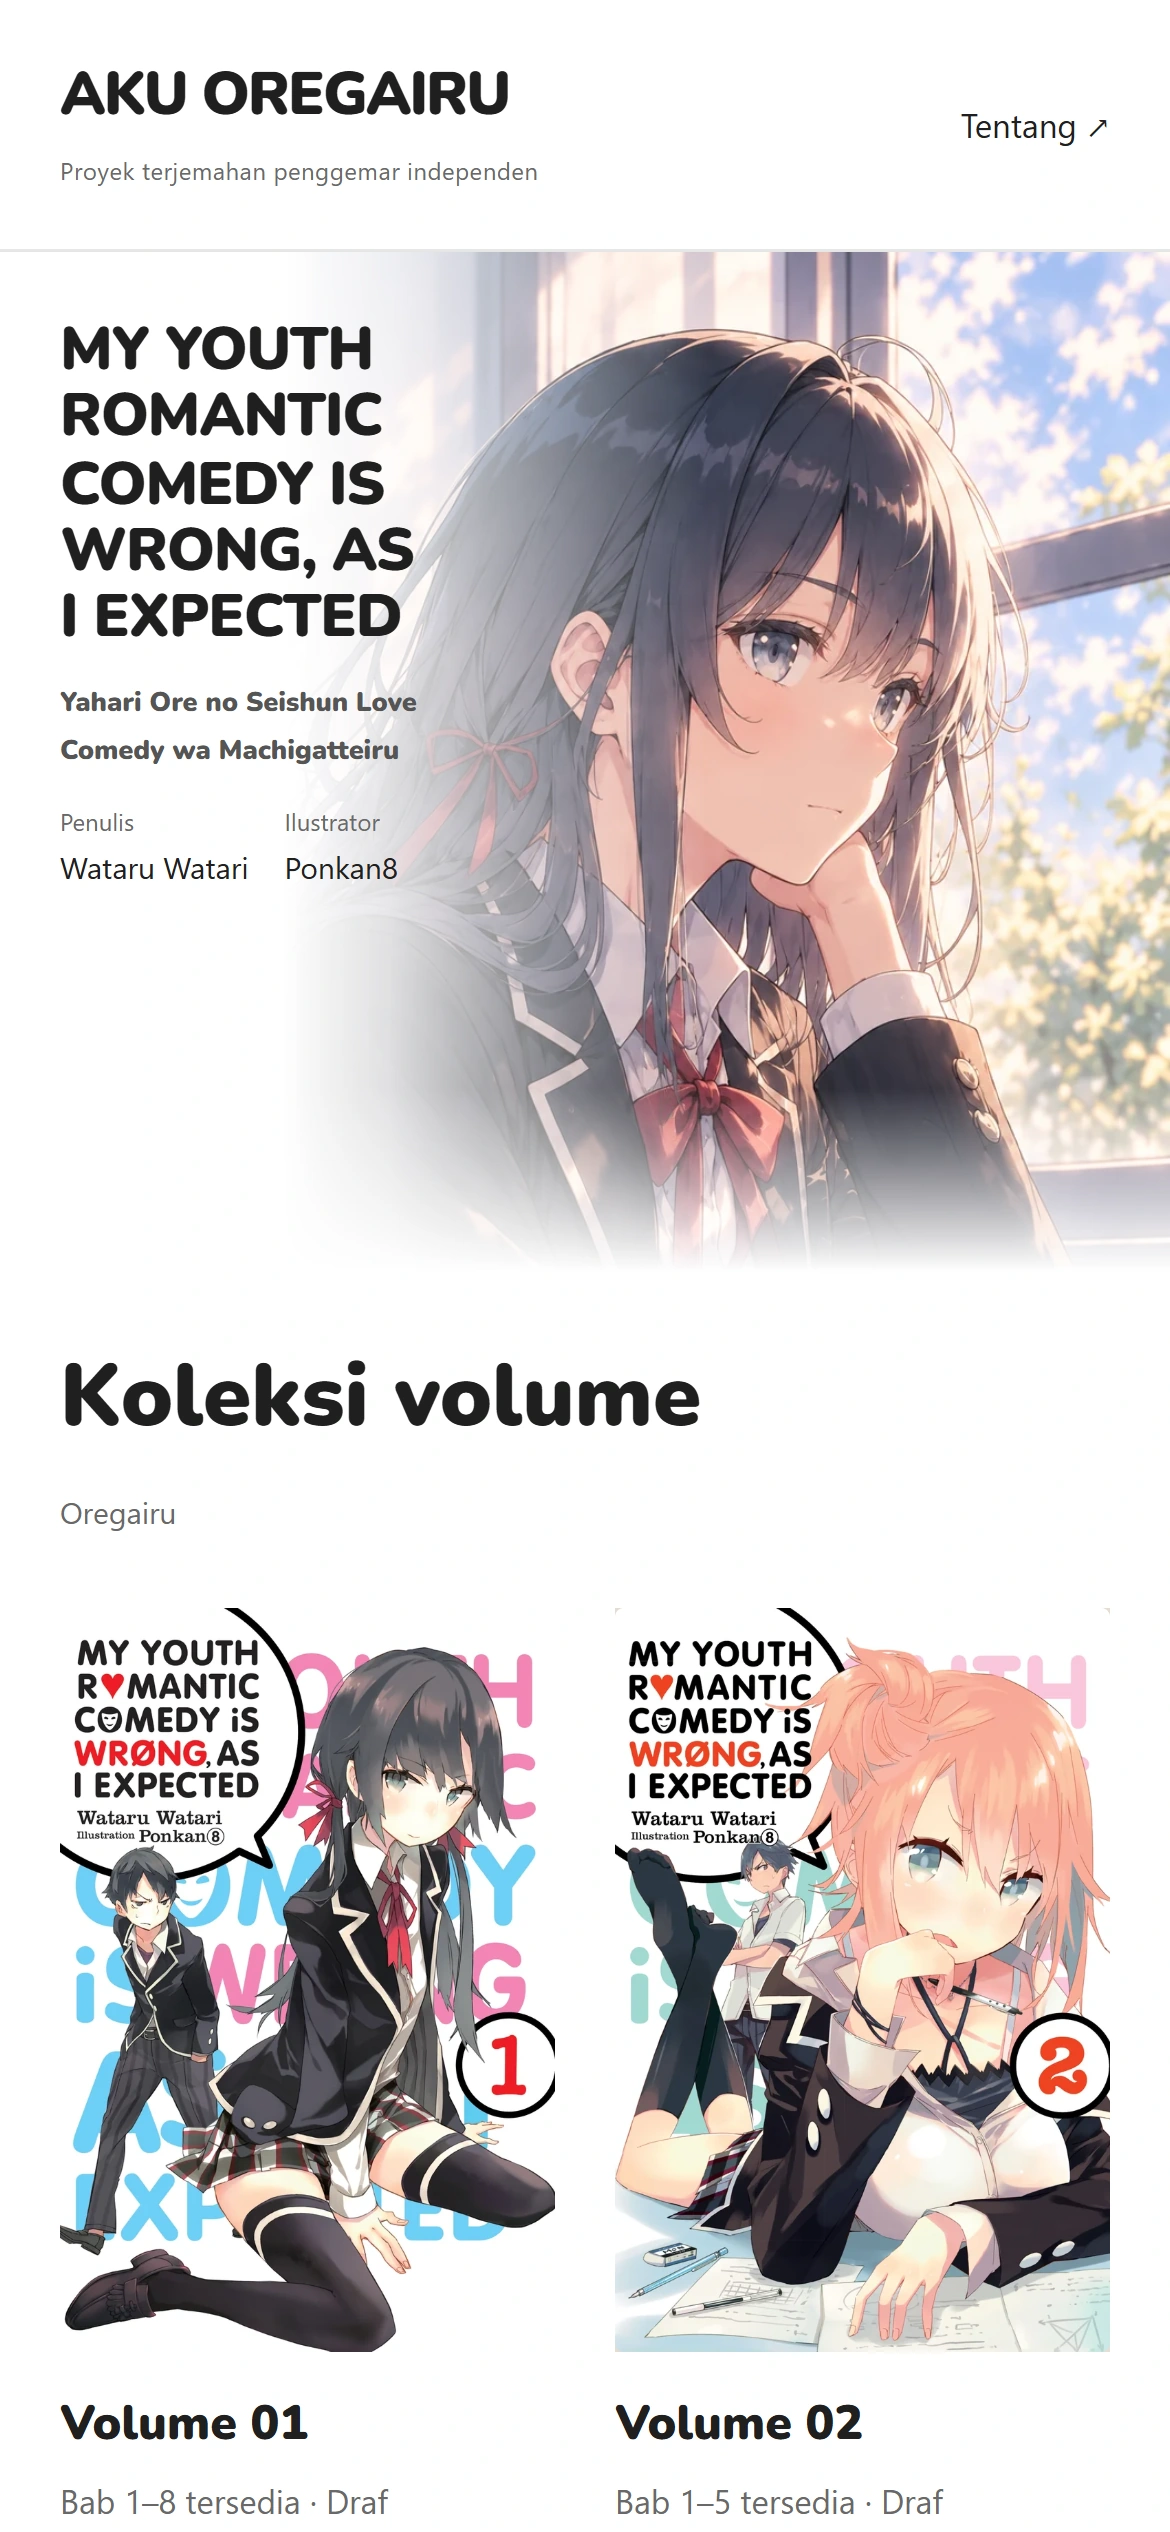 AKU OREGAIRU
Proyek terjemahan penggemar independen
Tentang ↗
MY YOUTH
ROMANTIC
COMEDY IS
WRONG, AS
I EXPECTED
Yahari Ore no Seishun Love
Comedy wa Machigatteiru
Penulis
Wataru Watari
Ilustrator
Ponkan8
Koleksi volume
Oregairu
MY YOUTH
R♥MANTIC
COMEDY iS
WRØNG, AS
I EXPECTED
Wataru Watari
Illustration Ponkan⑧
1
Volume 01
Bab 1–8 tersedia · Draf
MY YOUTH
R♥MANTIC
COMEDY iS
WRØNG, AS
I EXPECTED
Wataru Watari
Illustration Ponkan⑧
2
Volume 02
Bab 1–5 tersedia · Draf